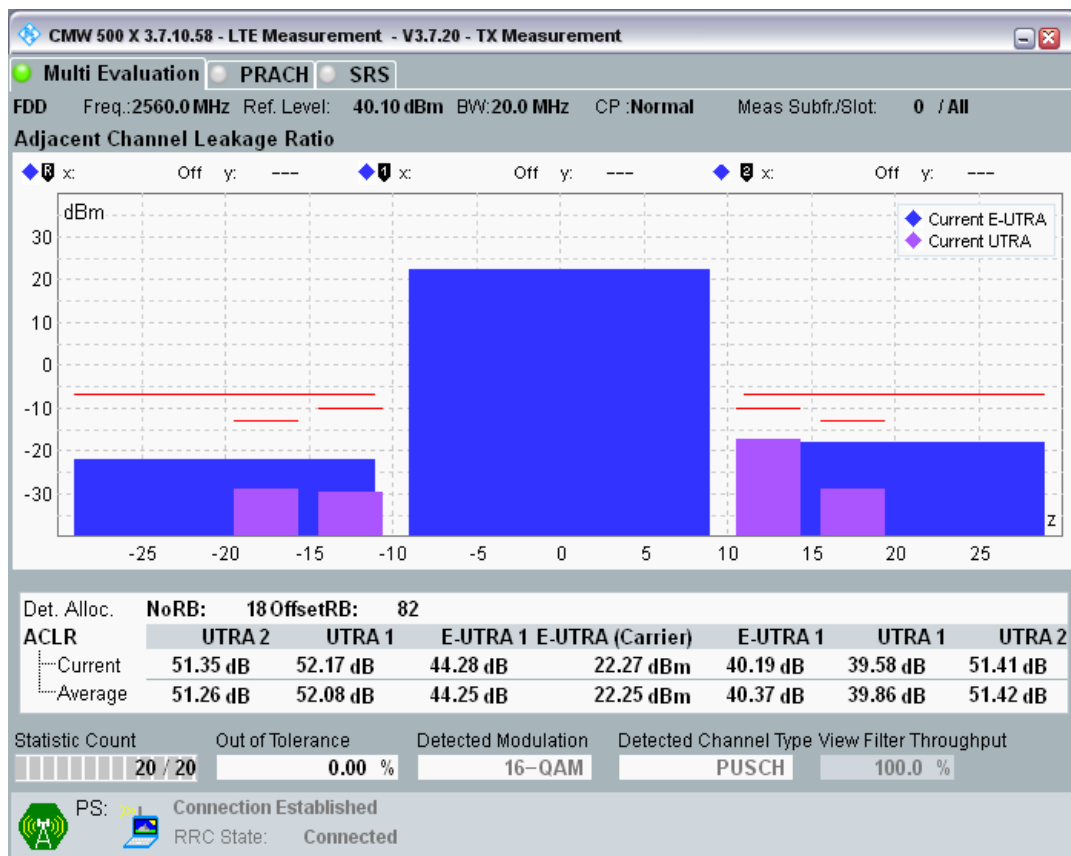 CMW 500 X 3.7.10.58 - LTE Measurement - V3.7.20 - TX Measurement
Multi Evaluation PRACH SRS
FDD Freq.:2560.0 MHz Ref. Level: 40.10 dBm BW:20.0 MHz CP :Normal Meas Subfr./Slot: 0 / All
Adjacent Channel Leakage Ratio
R x: Off y: --- 1 x: Off y: --- 2 x: Off y: ---
dBm
Current E-UTRA
Current UTRA
30
20
10
0
-10
-20
-30
z
-25 -20 -15 -10 -5 0 5 10 15 20 25
Det. Alloc. NoRB: 18 OffsetRB: 82
ACLR UTRA 2 UTRA 1 E-UTRA 1 E-UTRA (Carrier) E-UTRA 1 UTRA 1 UTRA 2
Current 51.35 dB 52.17 dB 44.28 dB 22.27 dBm 40.19 dB 39.58 dB 51.41 dB
Average 51.26 dB 52.08 dB 44.25 dB 22.25 dBm 40.37 dB 39.86 dB 51.42 dB
Statistic Count Out of Tolerance Detected Modulation Detected Channel Type View Filter Throughput
20 / 20 0.00 % 16-QAM PUSCH 100.0 %
PS: Connection Established
RRC State: Connected